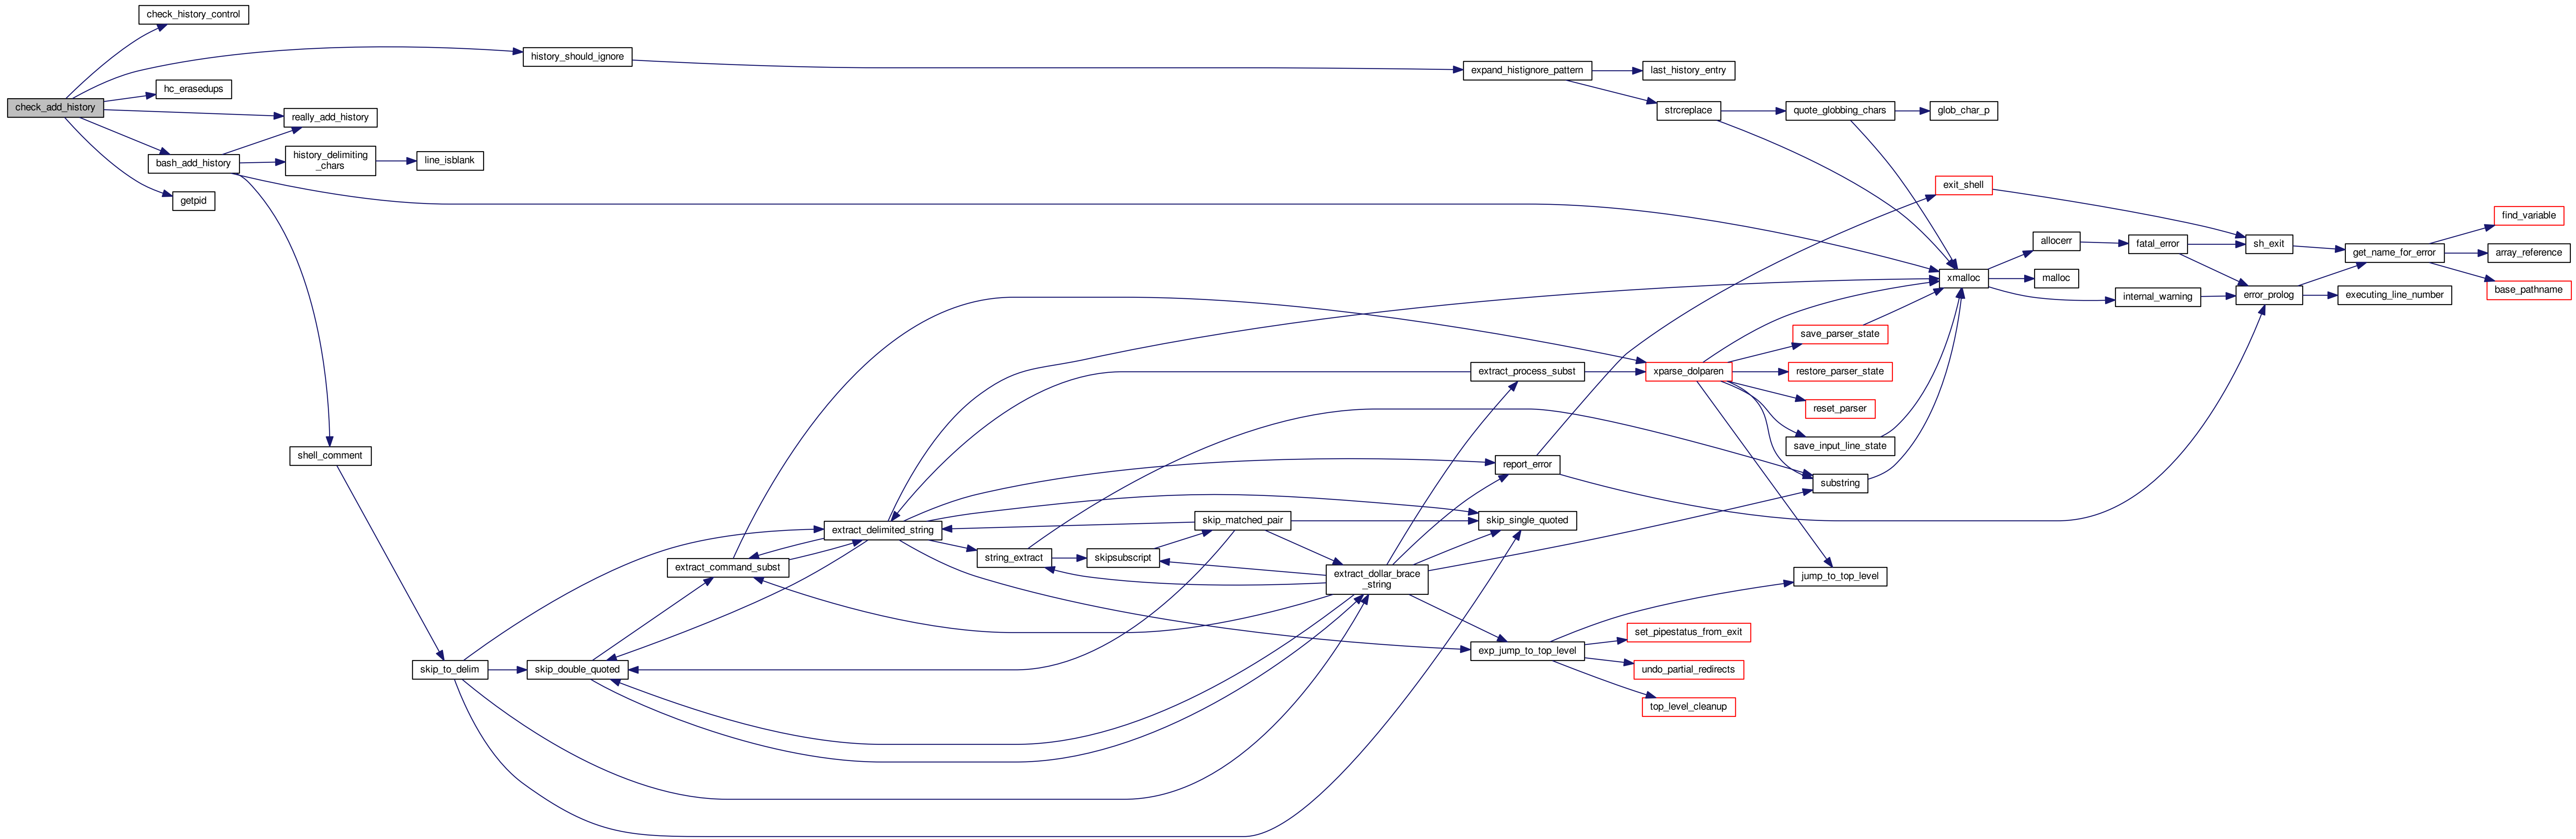 check_history_control
history_should_ignore
expand_histignore_pattern
last_history_entry
hc_erasedups
check_add_history
really_add_history
strcreplace
quote_globbing_chars
glob_char_p
bash_add_history
history_delimiting
_chars
line_isblank
getpid
exit_shell
find_variable
allocerr
fatal_error
sh_exit
get_name_for_error
array_reference
xmalloc
malloc
internal_warning
error_prolog
executing_line_number
base_pathname
save_parser_state
extract_process_subst
xparse_dolparen
restore_parser_state
reset_parser
save_input_line_state
shell_comment
report_error
substring
extract_delimited_string
skip_matched_pair
skip_single_quoted
string_extract
skipsubscript
extract_command_subst
extract_dollar_brace
_string
jump_to_top_level
set_pipestatus_from_exit
exp_jump_to_top_level
skip_to_delim
skip_double_quoted
undo_partial_redirects
top_level_cleanup